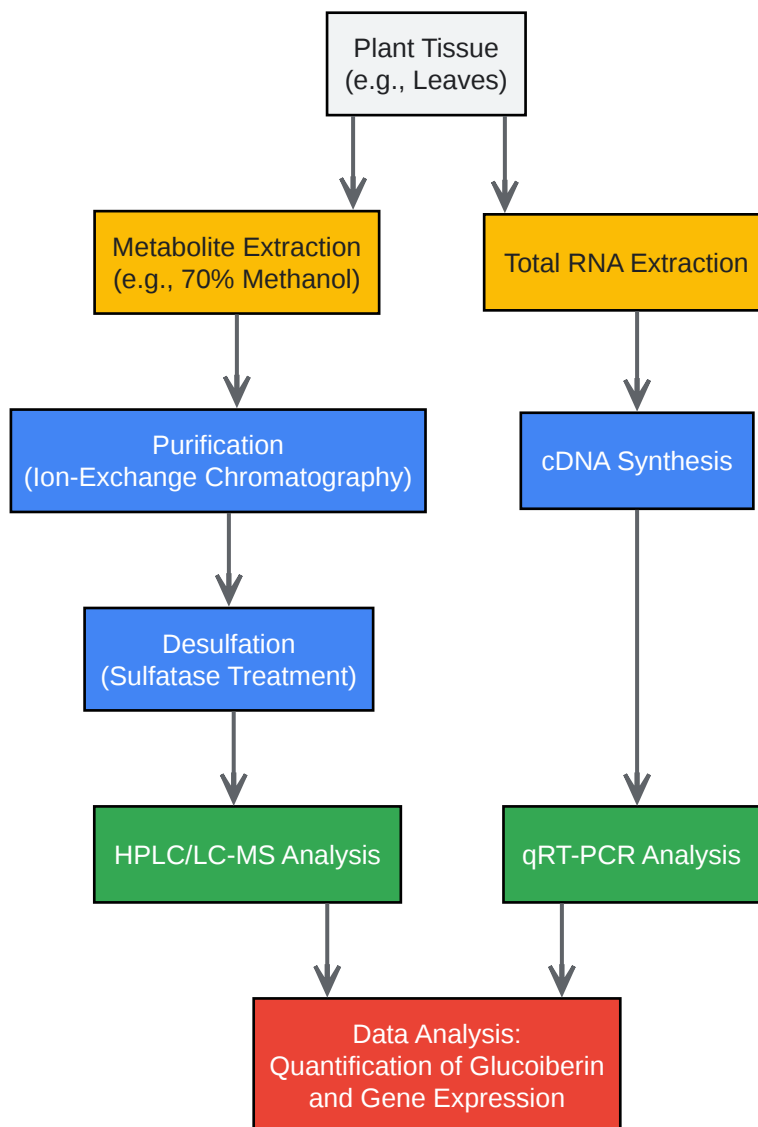 Plant Tissue
(e.g., Leaves)
Metabolite Extraction
(e.g., 70% Methanol)
Total RNA Extraction
Purification
(Ion-Exchange Chromatography)
cDNA Synthesis
Desulfation
(Sulfatase Treatment)
HPLC/LC-MS Analysis
qRT-PCR Analysis
Data Analysis:
Quantification of Glucoiberin
and Gene Expression